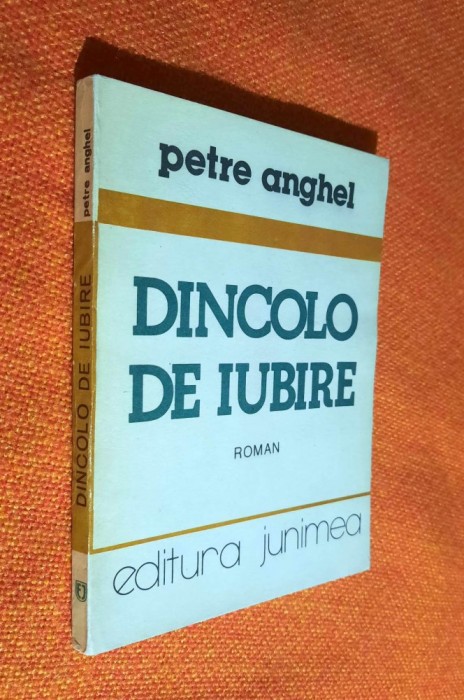 petre anghel
DINCOLO
DE IUBIRE
ROMAN
editura junimea
petre anghel
DINCOLO DE IUBIRE